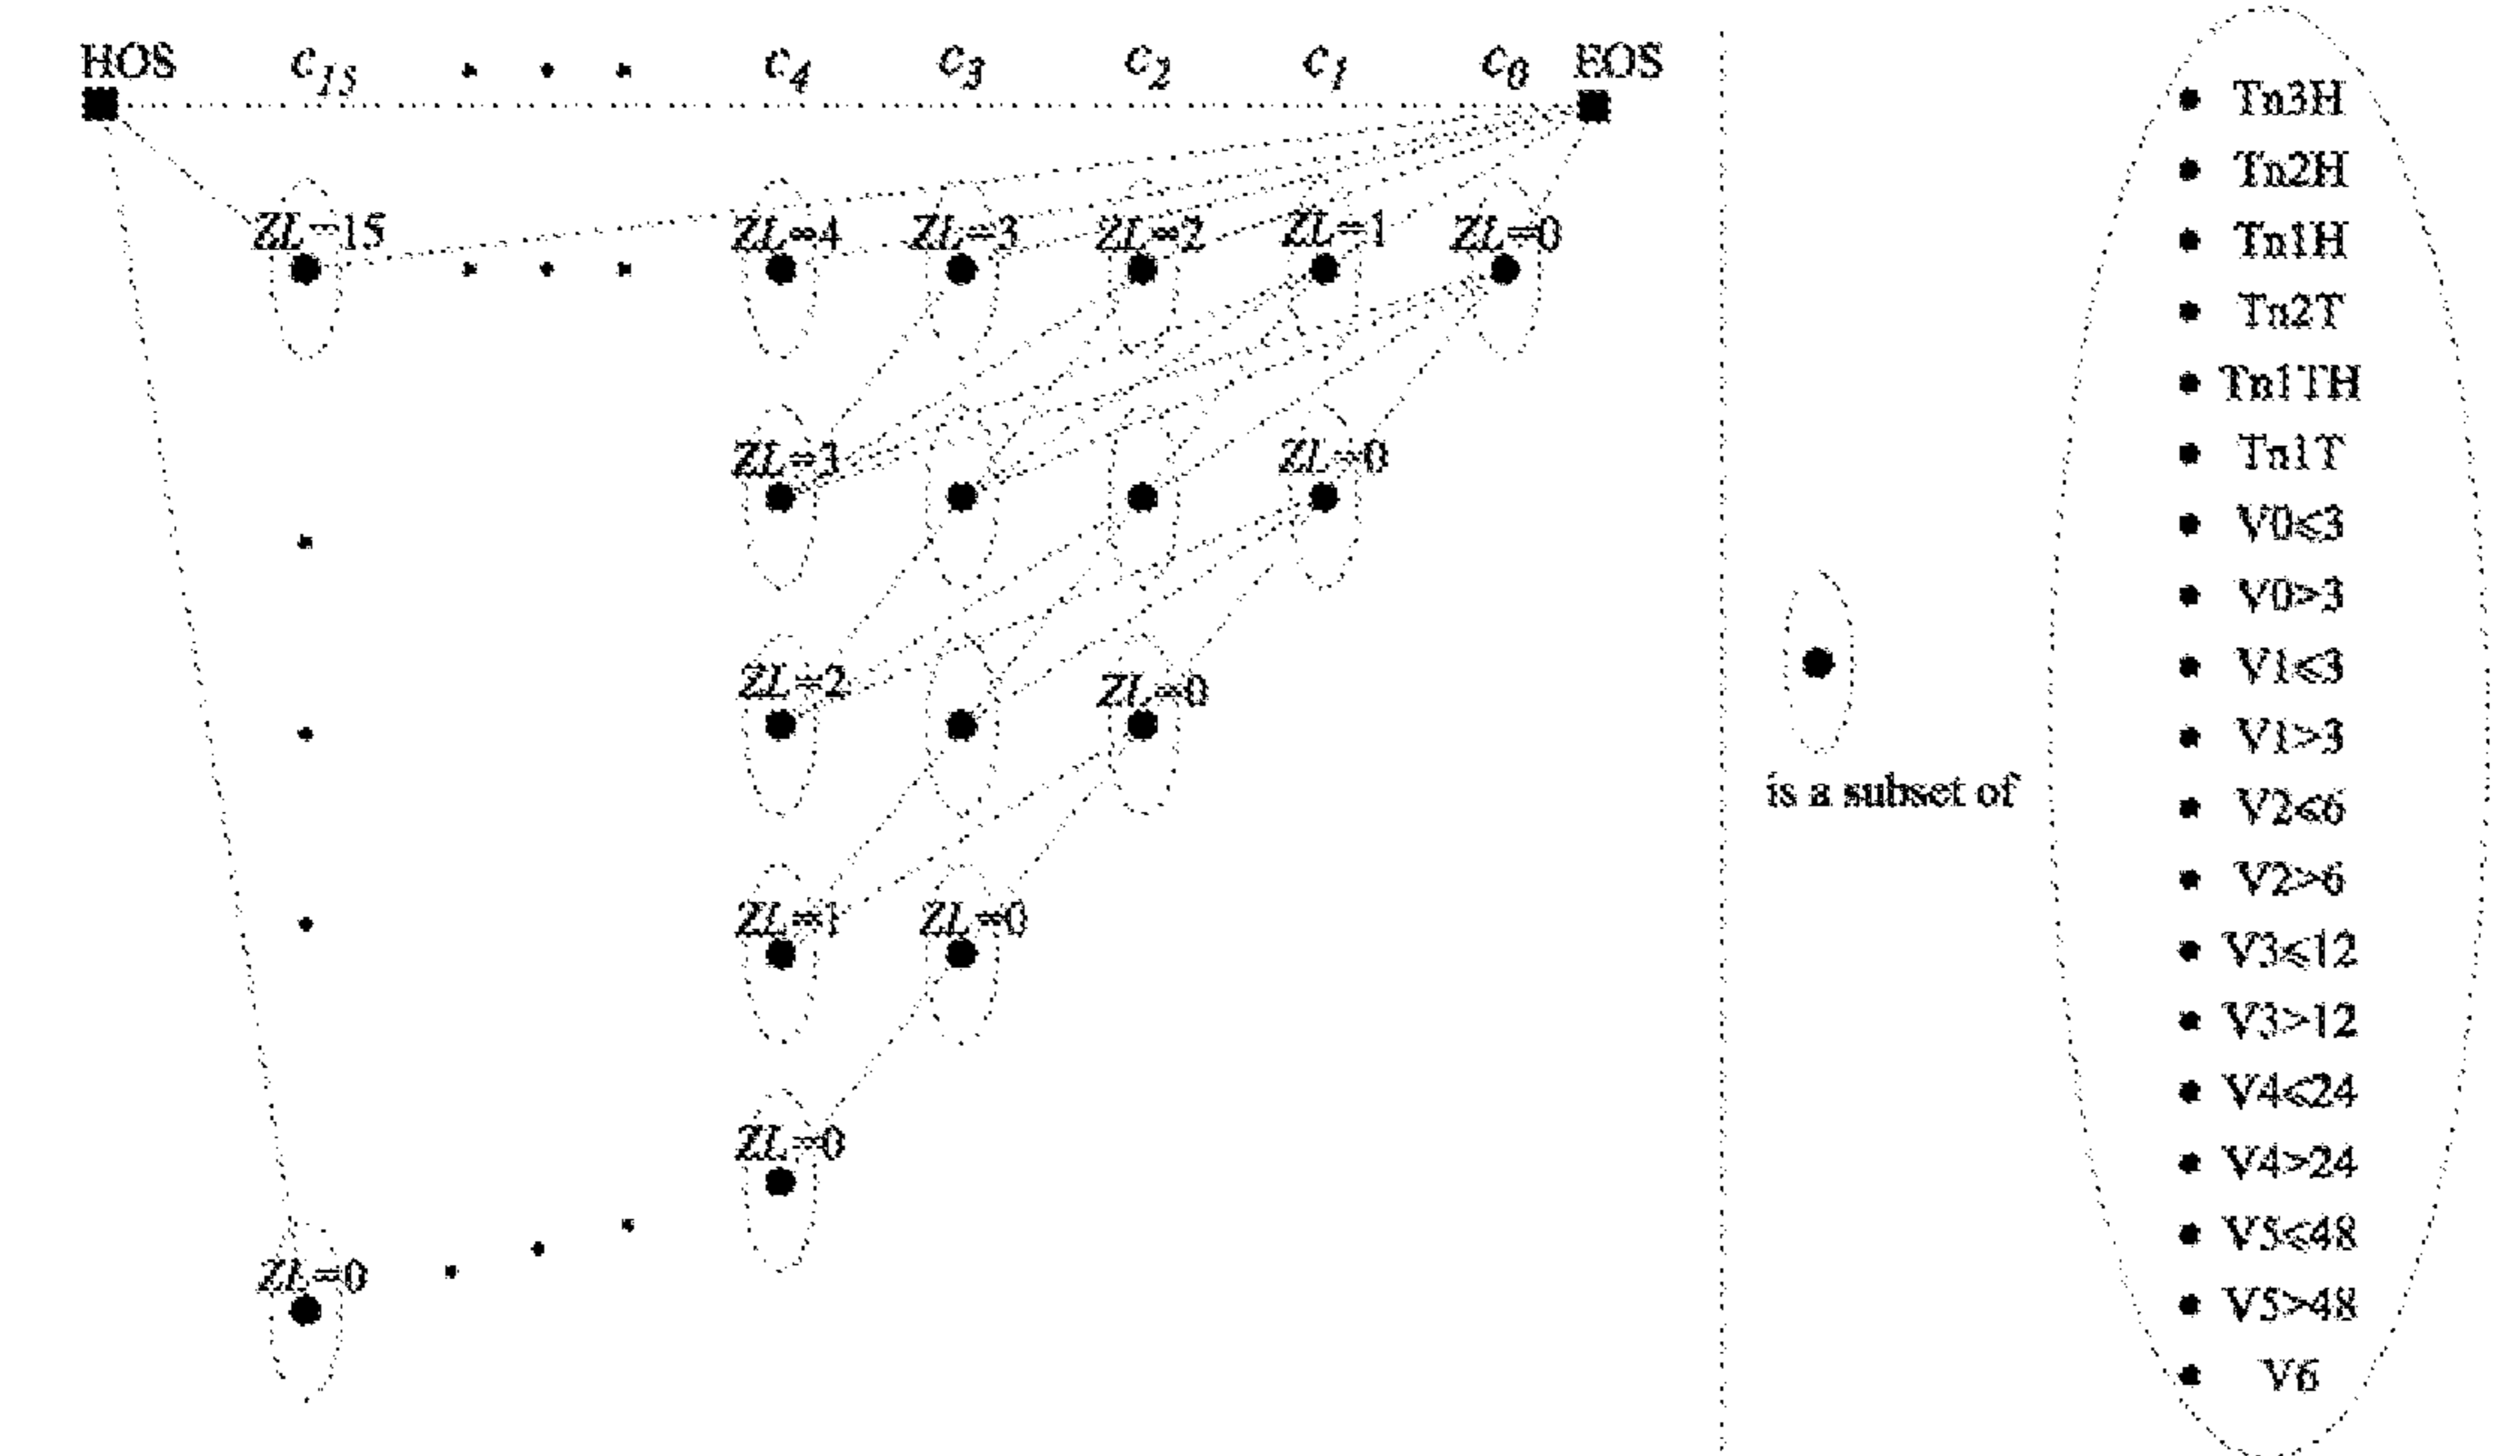 HOS C15 C4 C3 C2 C1 C0 EOS
ZL=15 ZL=4 ZL=3 ZL=2 ZL=1 ZL=0
ZL=3 ZL=0
ZL=2 ZL=0
ZL=1 ZL=0
ZL=0
ZL=0
is a subset of
Tn3H
Tn2H
Tn1H
Tn2T
Tn1TH
Tn1T
V0<3
V0>3
V1<3
V1>3
V2<6
V2>6
V3<12
V3>12
V4<24
V4>24
V5<48
V5>48
V6